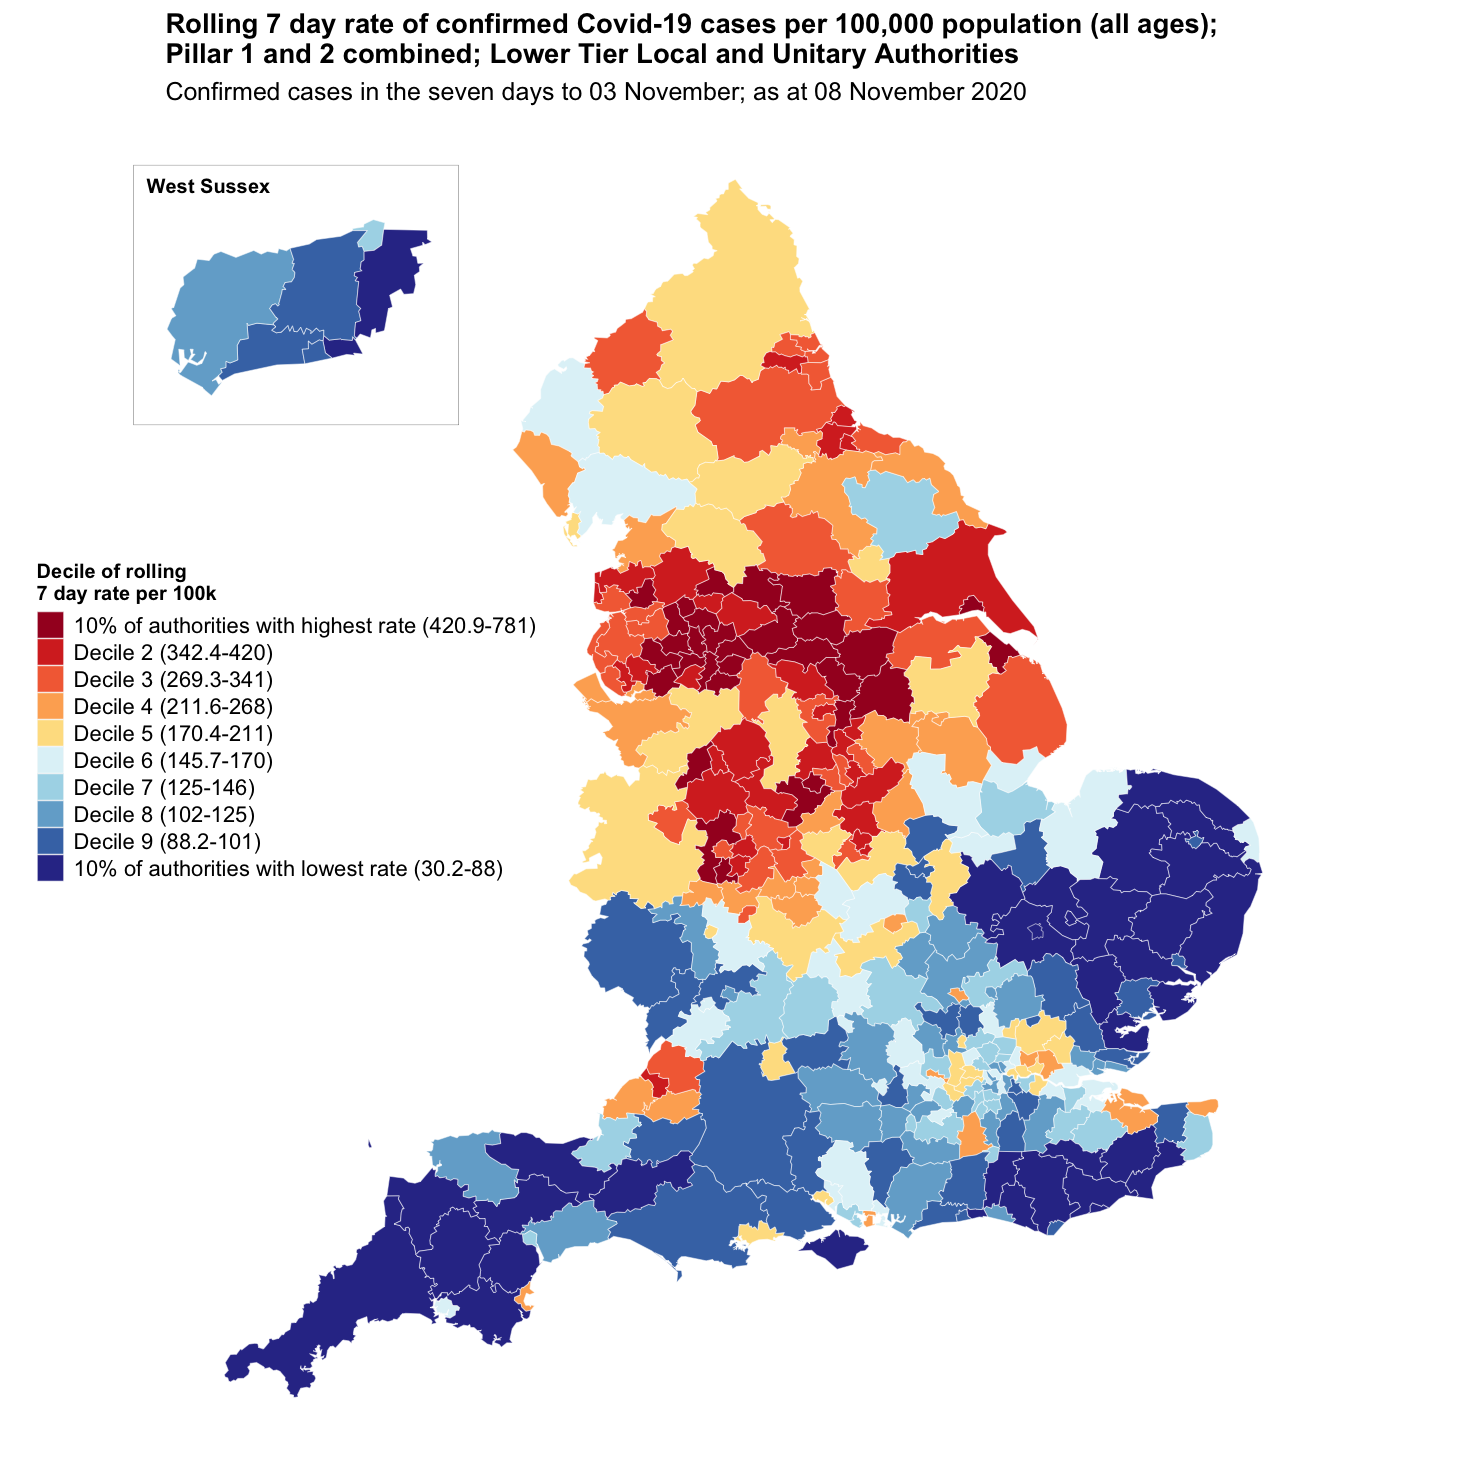 Rolling 7 day rate of confirmed Covid-19 cases per 100,000 population (all ages);
Pillar 1 and 2 combined; Lower Tier Local and Unitary Authorities
Confirmed cases in the seven days to 03 November; as at 08 November 2020
West Sussex
Decile of rolling
7 day rate per 100k
10% of authorities with highest rate (420.9-781)
Decile 2 (342.4-420)
Decile 3 (269.3-341)
Decile 4 (211.6-268)
Decile 5 (170.4-211)
Decile 6 (145.7-170)
Decile 7 (125-146)
Decile 8 (102-125)
Decile 9 (88.2-101)
10% of authorities with lowest rate (30.2-88)